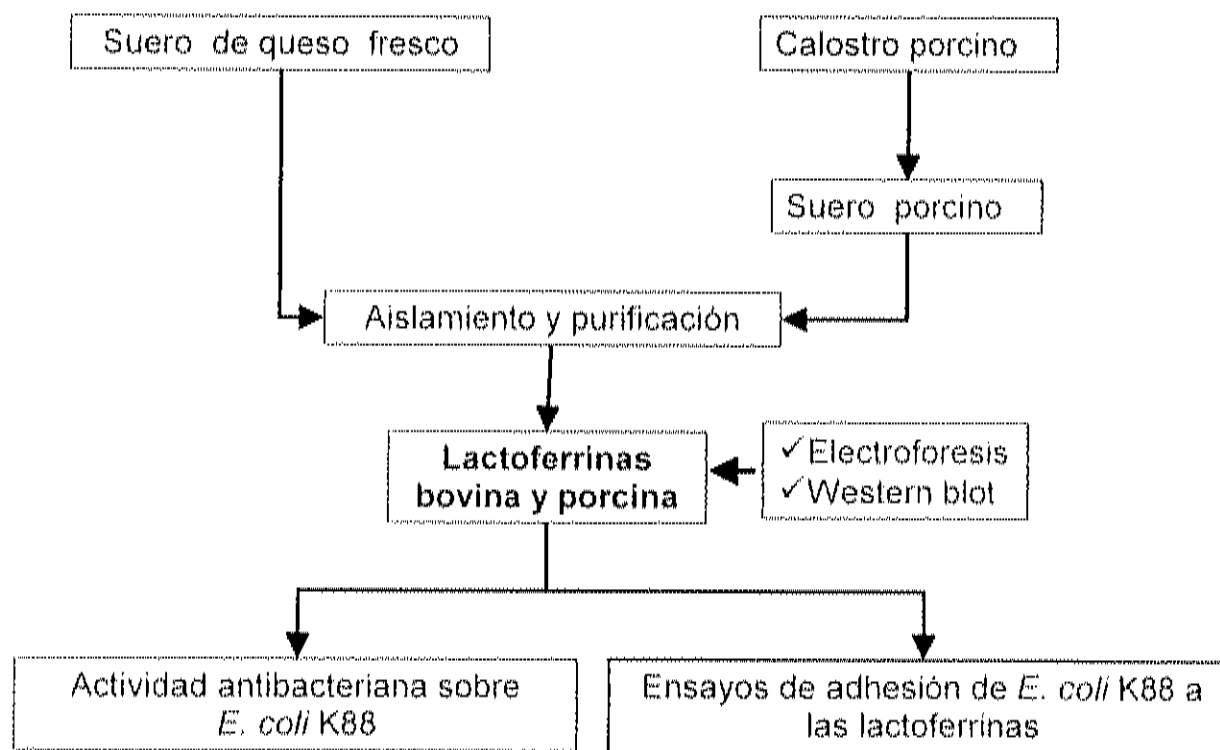 Suero de queso fresco
Calostro porcino
Suero porcino
Aislamiento y purificación
Lactoferrinas
bovina y porcina
✓Electroforesis
✓Western blot
Actividad antibacteriana sobre
E. coli K88
Ensayos de adhesión de E. coli K88 a
las lactoferrinas